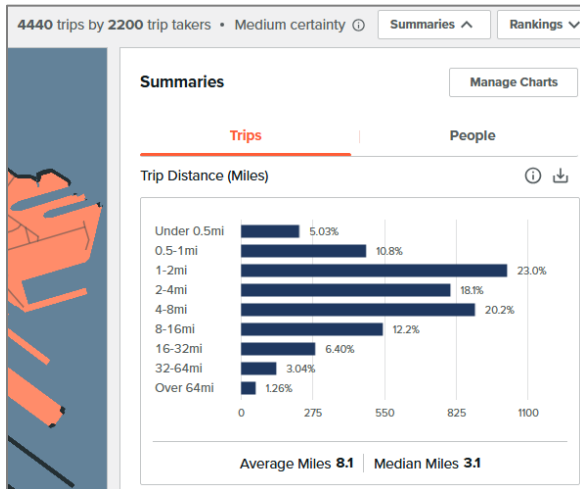 4440 trips by 2200 trip takers • Medium certainty
Summaries
Rankings
Summaries
Manage Charts
Trips
People
Trip Distance (Miles)
Under 0.5mi 5.03%
0.5-1mi 10.8%
1-2mi 23.0%
2-4mi 18.1%
4-8mi 20.2%
8-16mi 12.2%
16-32mi 6.40%
32-64mi 3.04%
Over 64mi 1.26%
0 275 550 825 1100
Average Miles 8.1 | Median Miles 3.1